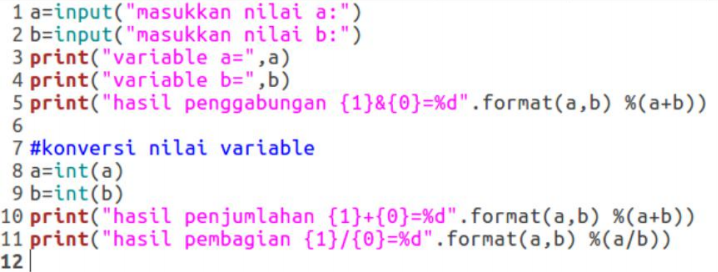 1 a=input("masukkan nilai a:")
2 b=input("masukkan nilai b:")
3 print("variable a=",a)
4 print("variable b=",b)
5 print("hasil penggabungan {1}&{0}=%d".format(a,b) %(a+b))
6
7 #konversi nilai variable
8 a=int(a)
9 b=int(b)
10 print("hasil penjumlahan {1}+{0}=%d".format(a,b) %(a+b))
11 print("hasil pembagian {1}/{0}=%d".format(a,b) %(a/b))
12